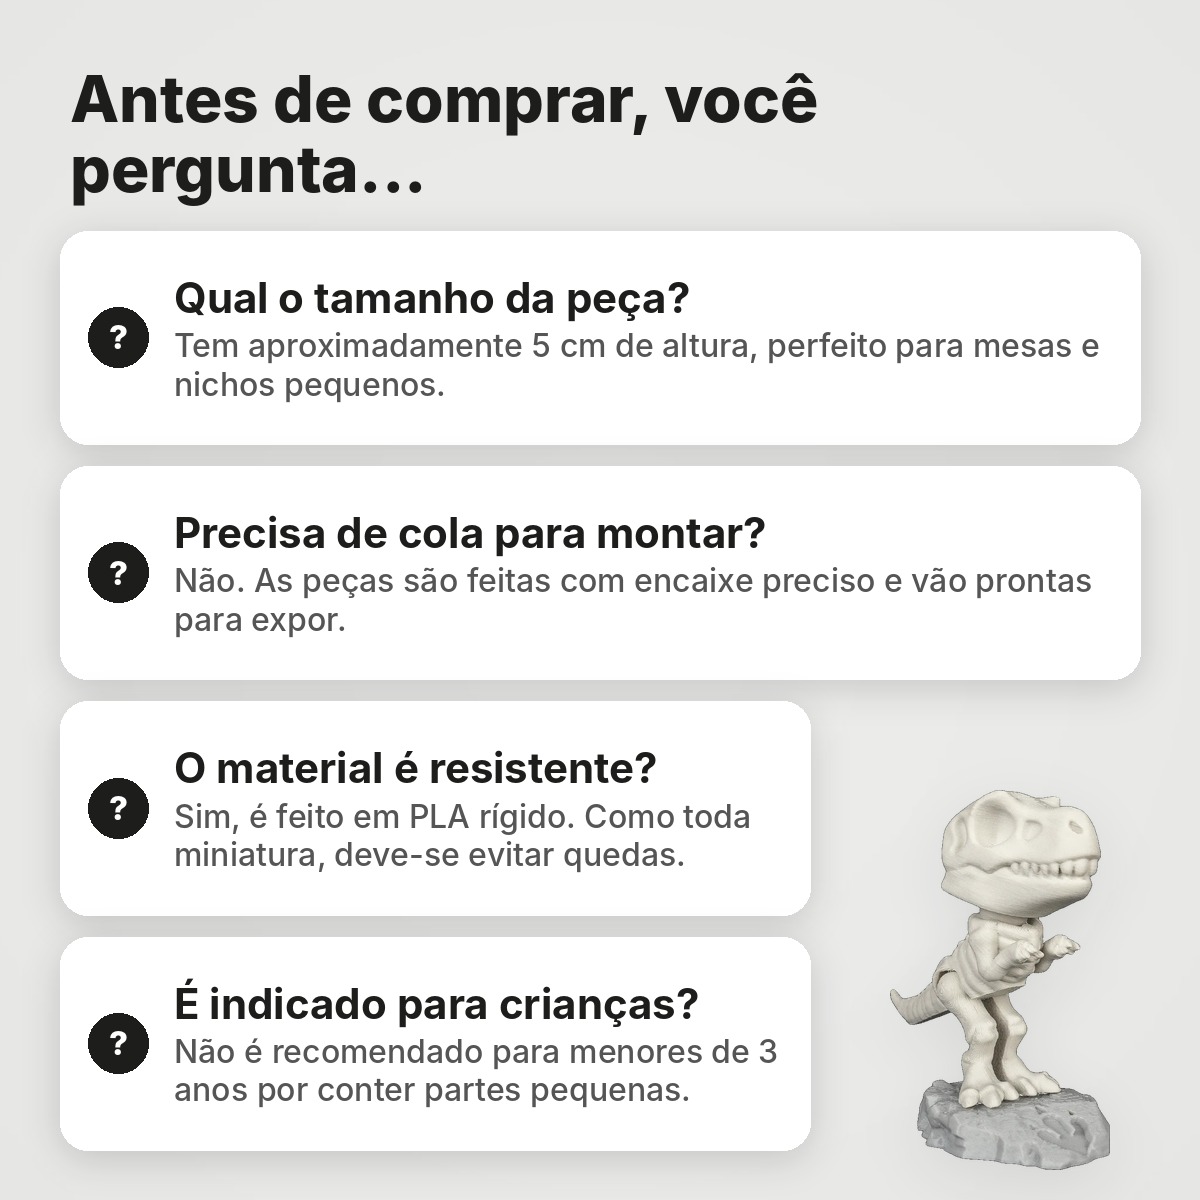 Antes de comprar, você
pergunta...
?
Qual o tamanho da peça?
Tem aproximadamente 5 cm de altura, perfeito para mesas e
nichos pequenos.
?
Precisa de cola para montar?
Não. As peças são feitas com encaixe preciso e vão prontas
para expor.
?
O material é resistente?
Sim, é feito em PLA rígido. Como toda
miniatura, deve-se evitar quedas.
?
É indicado para crianças?
Não é recomendado para menores de 3
anos por conter partes pequenas.